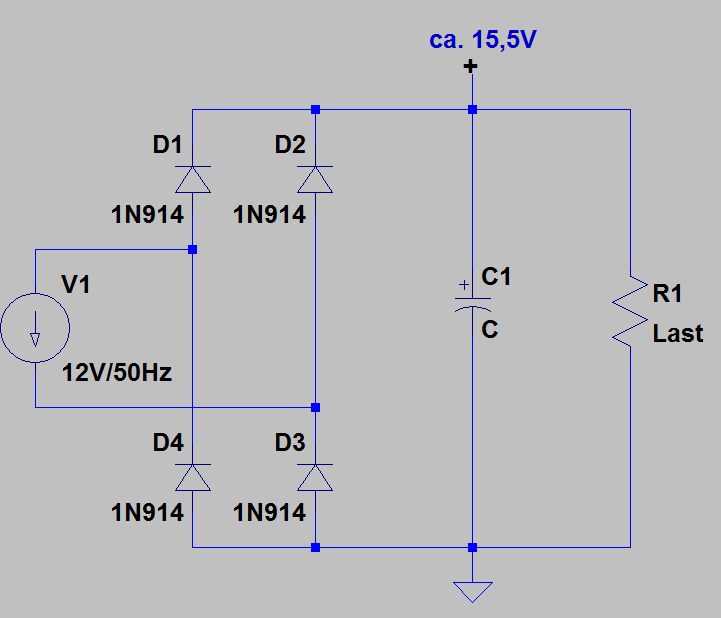 ca. 15,5V
+
D1
D2
1N914
1N914
V1
12V/50Hz
+
C1
C
R1
Last
D4
D3
1N914
1N914